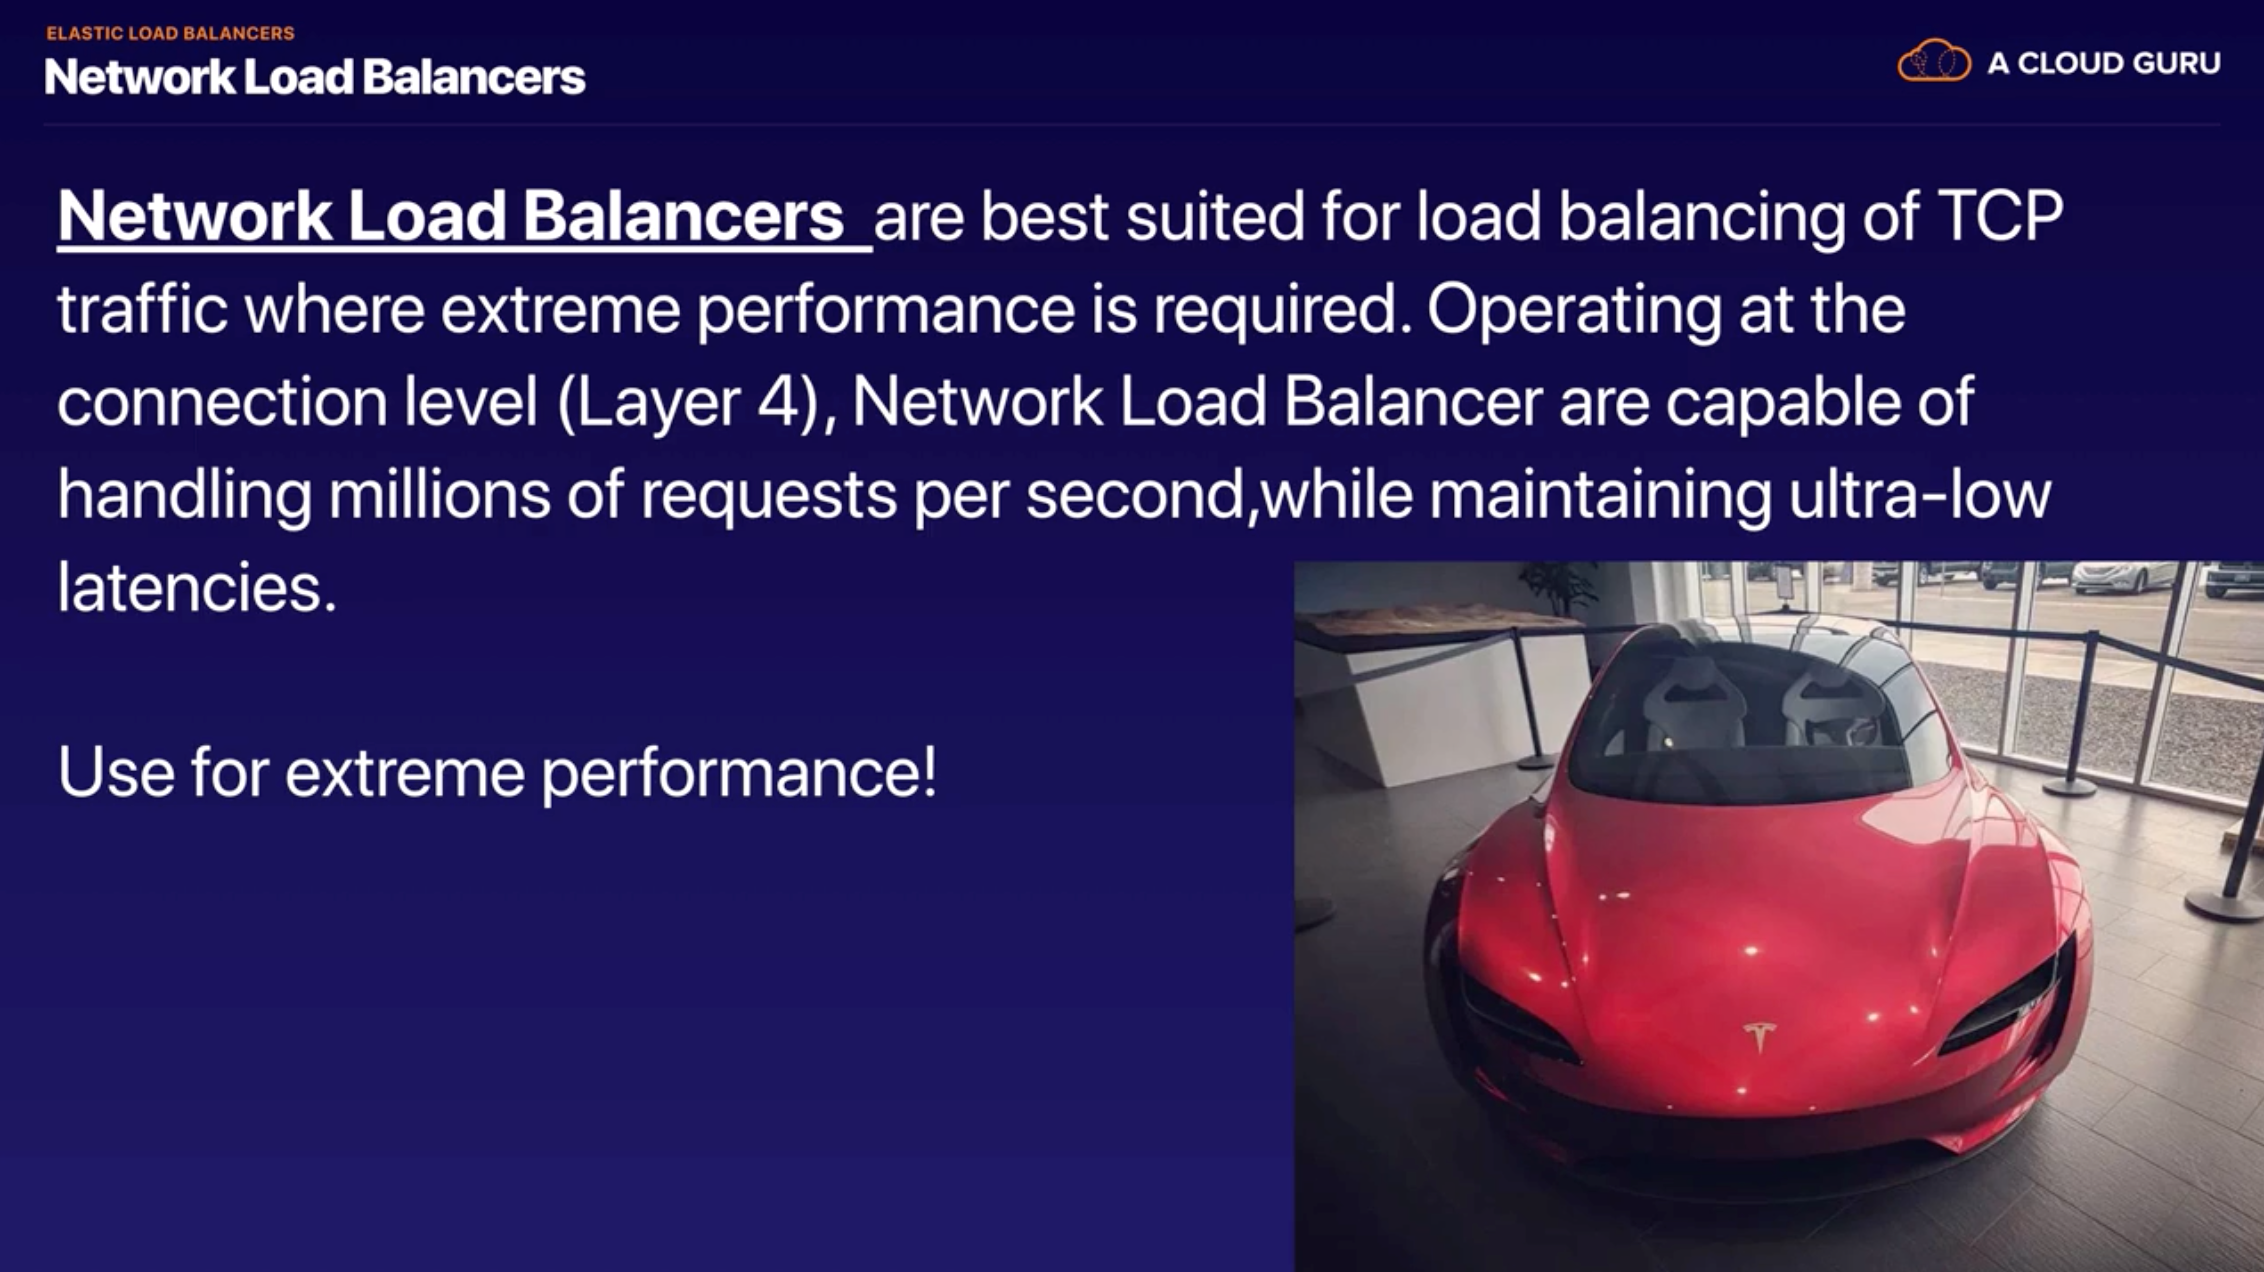 ELASTIC LOAD BALANCERS
Network Load Balancers
A CLOUD GURU
Network Load Balancers are best suited for load balancing of TCP
traffic where extreme performance is required. Operating at the
connection level (Layer 4), Network Load Balancer are capable of
handling millions of requests per second,while maintaining ultra-low
latencies.
Use for extreme performance!